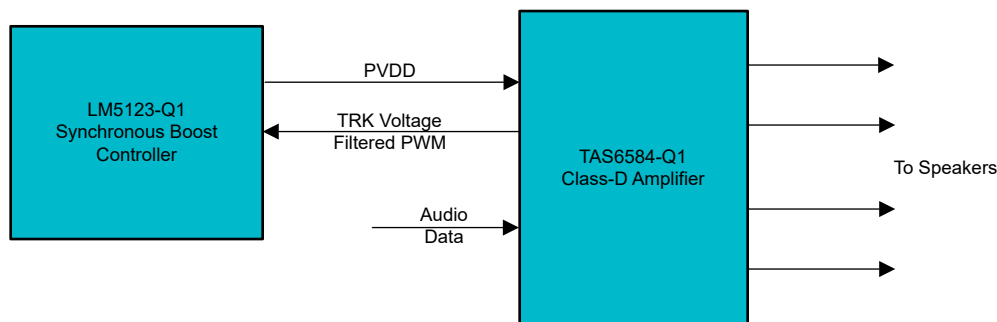 LM5123-Q1
Synchronous Boost
Controller
PVDD
TRK Voltage
Filtered PWM
Audio
Data
TAS6584-Q1
Class-D Amplifier
To Speakers